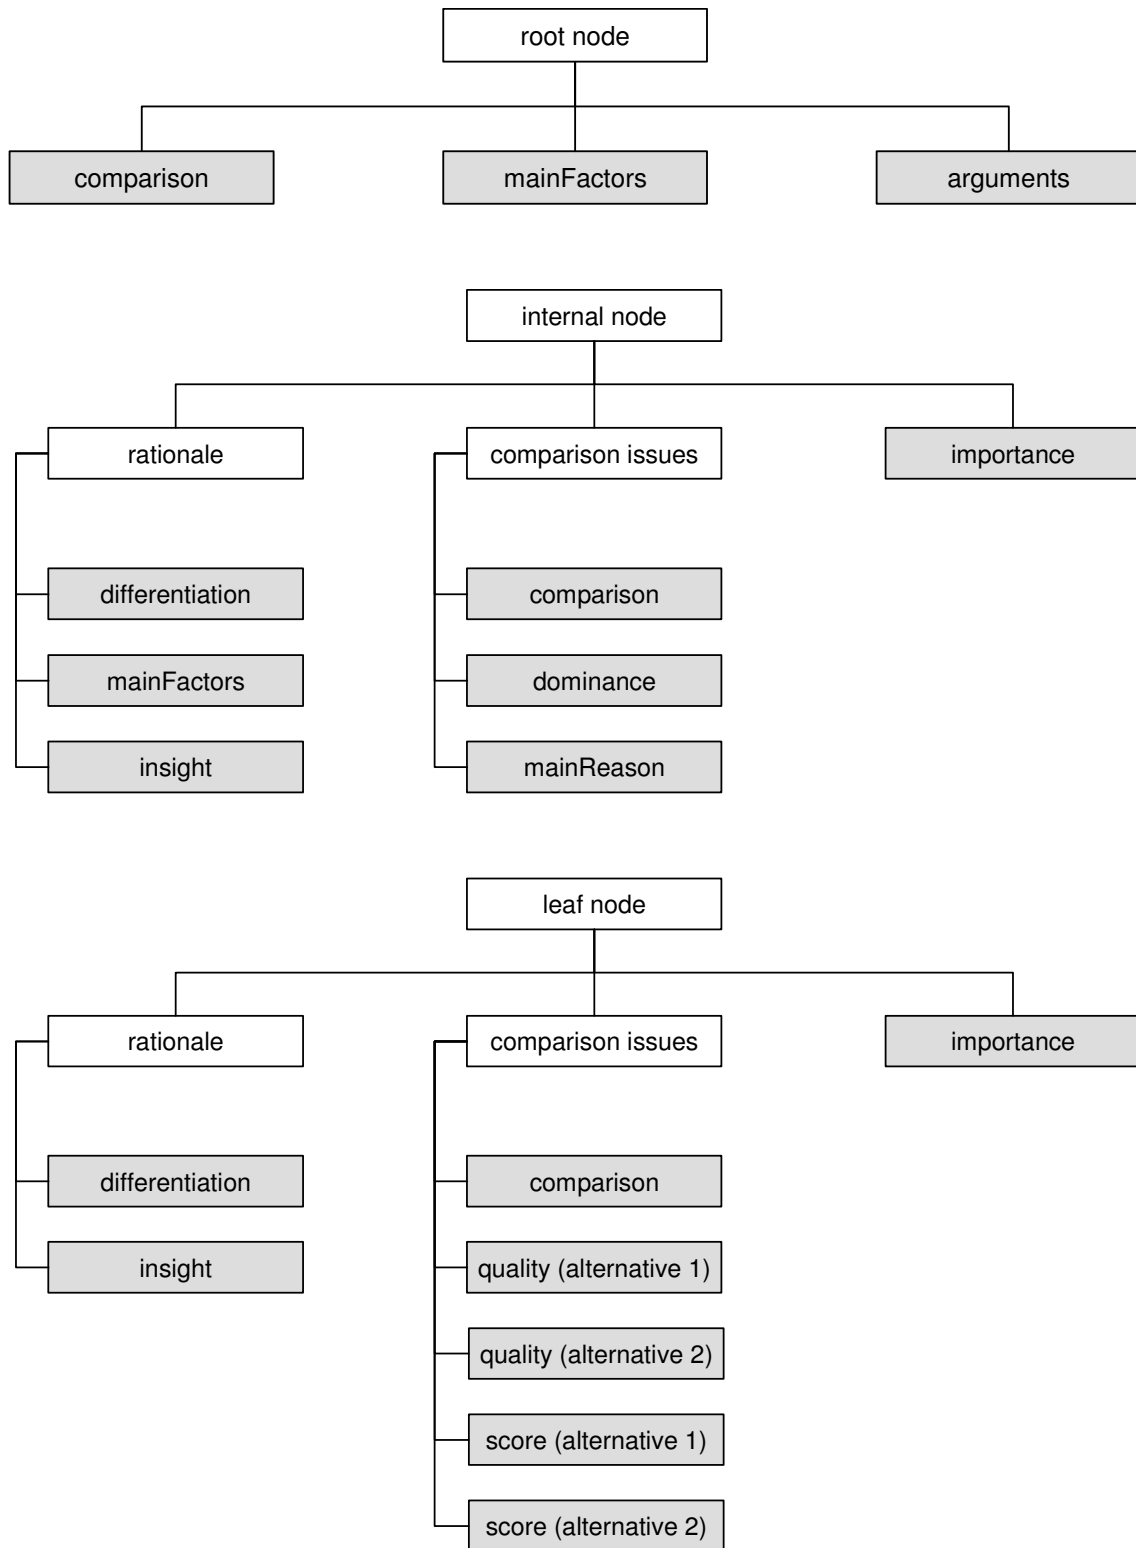 root node
comparison
mainFactors
arguments
internal node
rationale
comparison issues
importance
differentiation
comparison
mainFactors
dominance
insight
mainReason
leaf node
rationale
comparison issues
importance
differentiation
comparison
insight
quality (alternative 1)
quality (alternative 2)
score (alternative 1)
score (alternative 2)